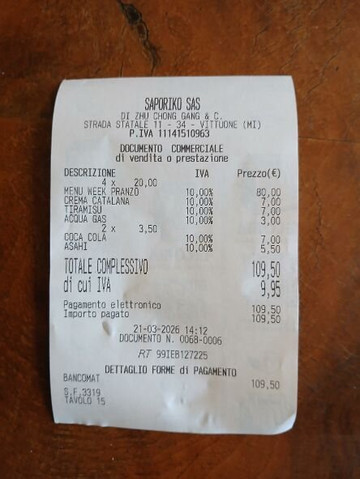 SAPORIKO SAS
DI ZHU CHONG GANG & C.
STRADA STATALE 11 - 34 - VITTUONE (MI)
P.IVA 11141510963
DOCUMENTO COMMERCIALE
di vendita o prestazione
DESCRIZIONE IVA Prezzo(€)
4 x 20,00
MENU WEEK PRANZO 10,00% 80,00
CREMA CATALANA 10,00% 7,00
TIRAMISU 10,00% 7,00
ACQUA GAS 10,00% 3,00
2 x 3,50
COCA COLA 10,00% 7,00
ASAHI 10,00% 5,50
TOTALE COMPLESSIVO 109,50
di cui IVA 9,95
Pagamento elettronico 109,50
Importo pagato 109,50
21-03-2026 14:12
DOCUMENTO N. 0068-0006
RT 99IEB127225
DETTAGLIO FORME di PAGAMENTO
BANCOMAT 109,50
S.F.3319
TAVOLO 15